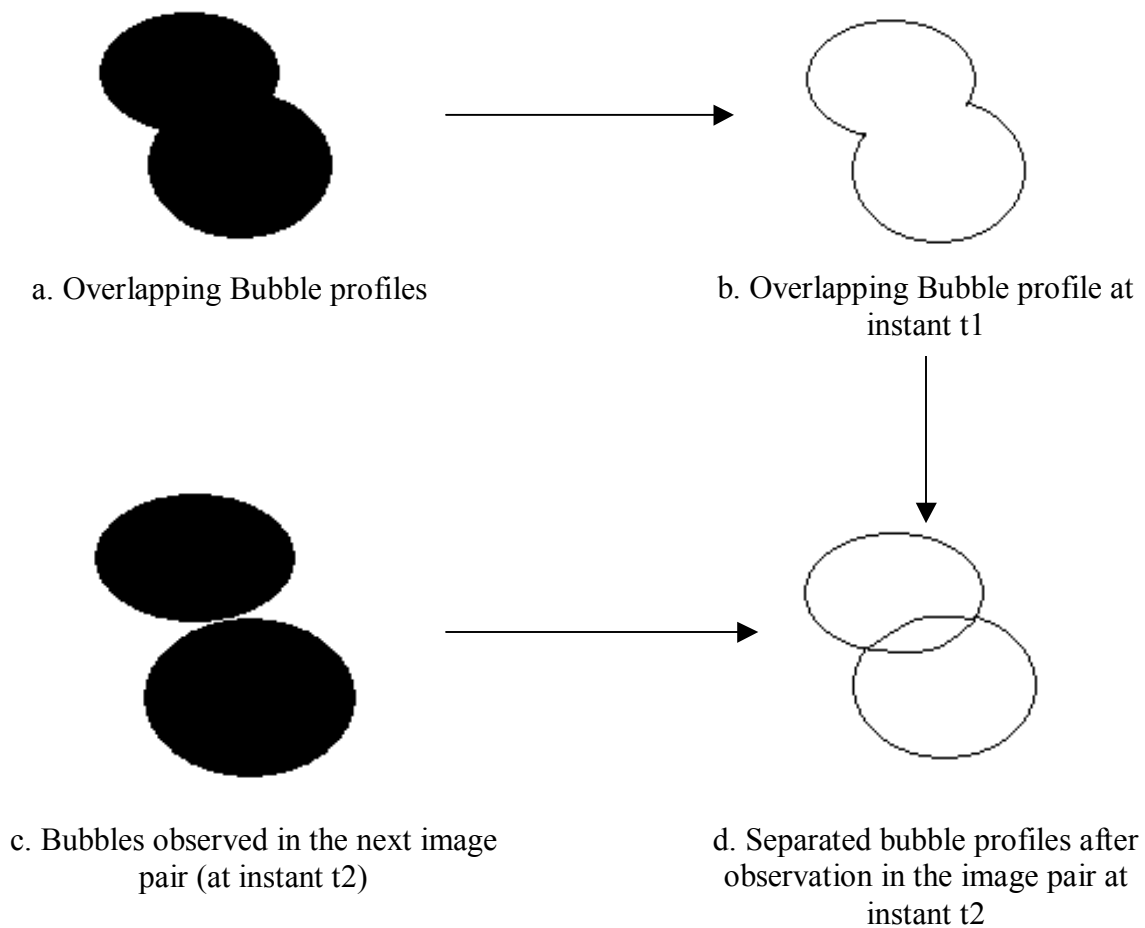 a. Overlapping Bubble profiles
b. Overlapping Bubble profile at
instant t1
c. Bubbles observed in the next image
pair (at instant t2)
d. Separated bubble profiles after
observation in the image pair at
instant t2